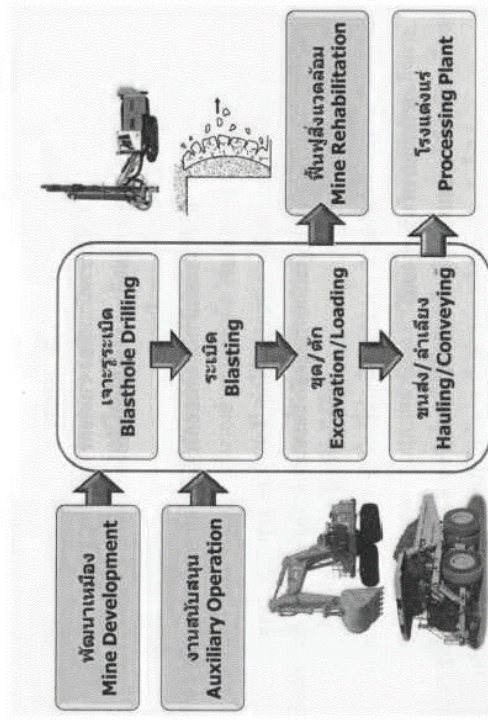 พัฒนาเหมือง
Mine Development
งานสนับสนุน
Auxiliary Operation
เจาะรูระเบิด
Blasthole Drilling
ระเบิด
Blasting
ขุด/ตัก
Excavation/Loading
ขนส่ง/ลำเลียง
Hauling/Conveying
ฟื้นฟูสิ่งแวดล้อม
Mine Rehabilitation
โรงแต่งแร่
Processing Plant